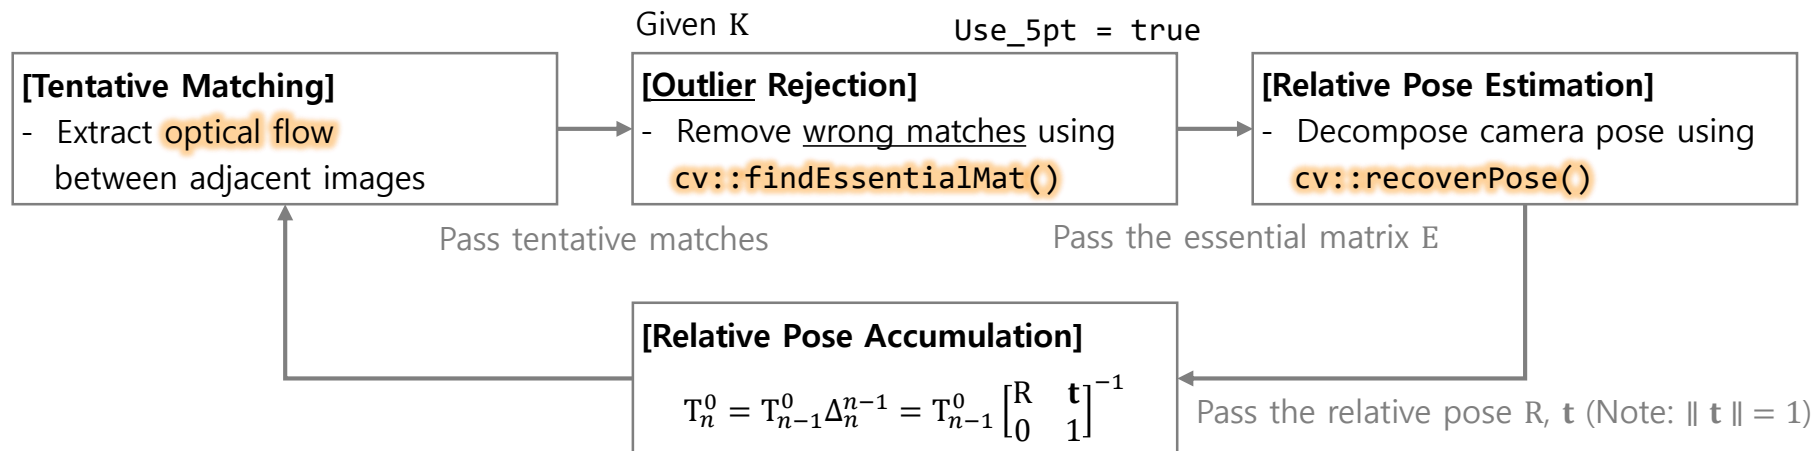 Given K
Use_5pt = true
[Tentative Matching]
- Extract optical flow
between adjacent images
[Outlier Rejection]
- Remove wrong matches using
cv::findEssentialMat()
[Relative Pose Estimation]
- Decompose camera pose using
cv::recoverPose()
Pass tentative matches
Pass the essential matrix E
[Relative Pose Accumulation]
T_n^0 = T_{n-1}^0 Δ_n^{n-1} = T_{n-1}^0 [R t; 0 1]^{-1}
Pass the relative pose R, t (Note: ‖ t ‖ = 1)